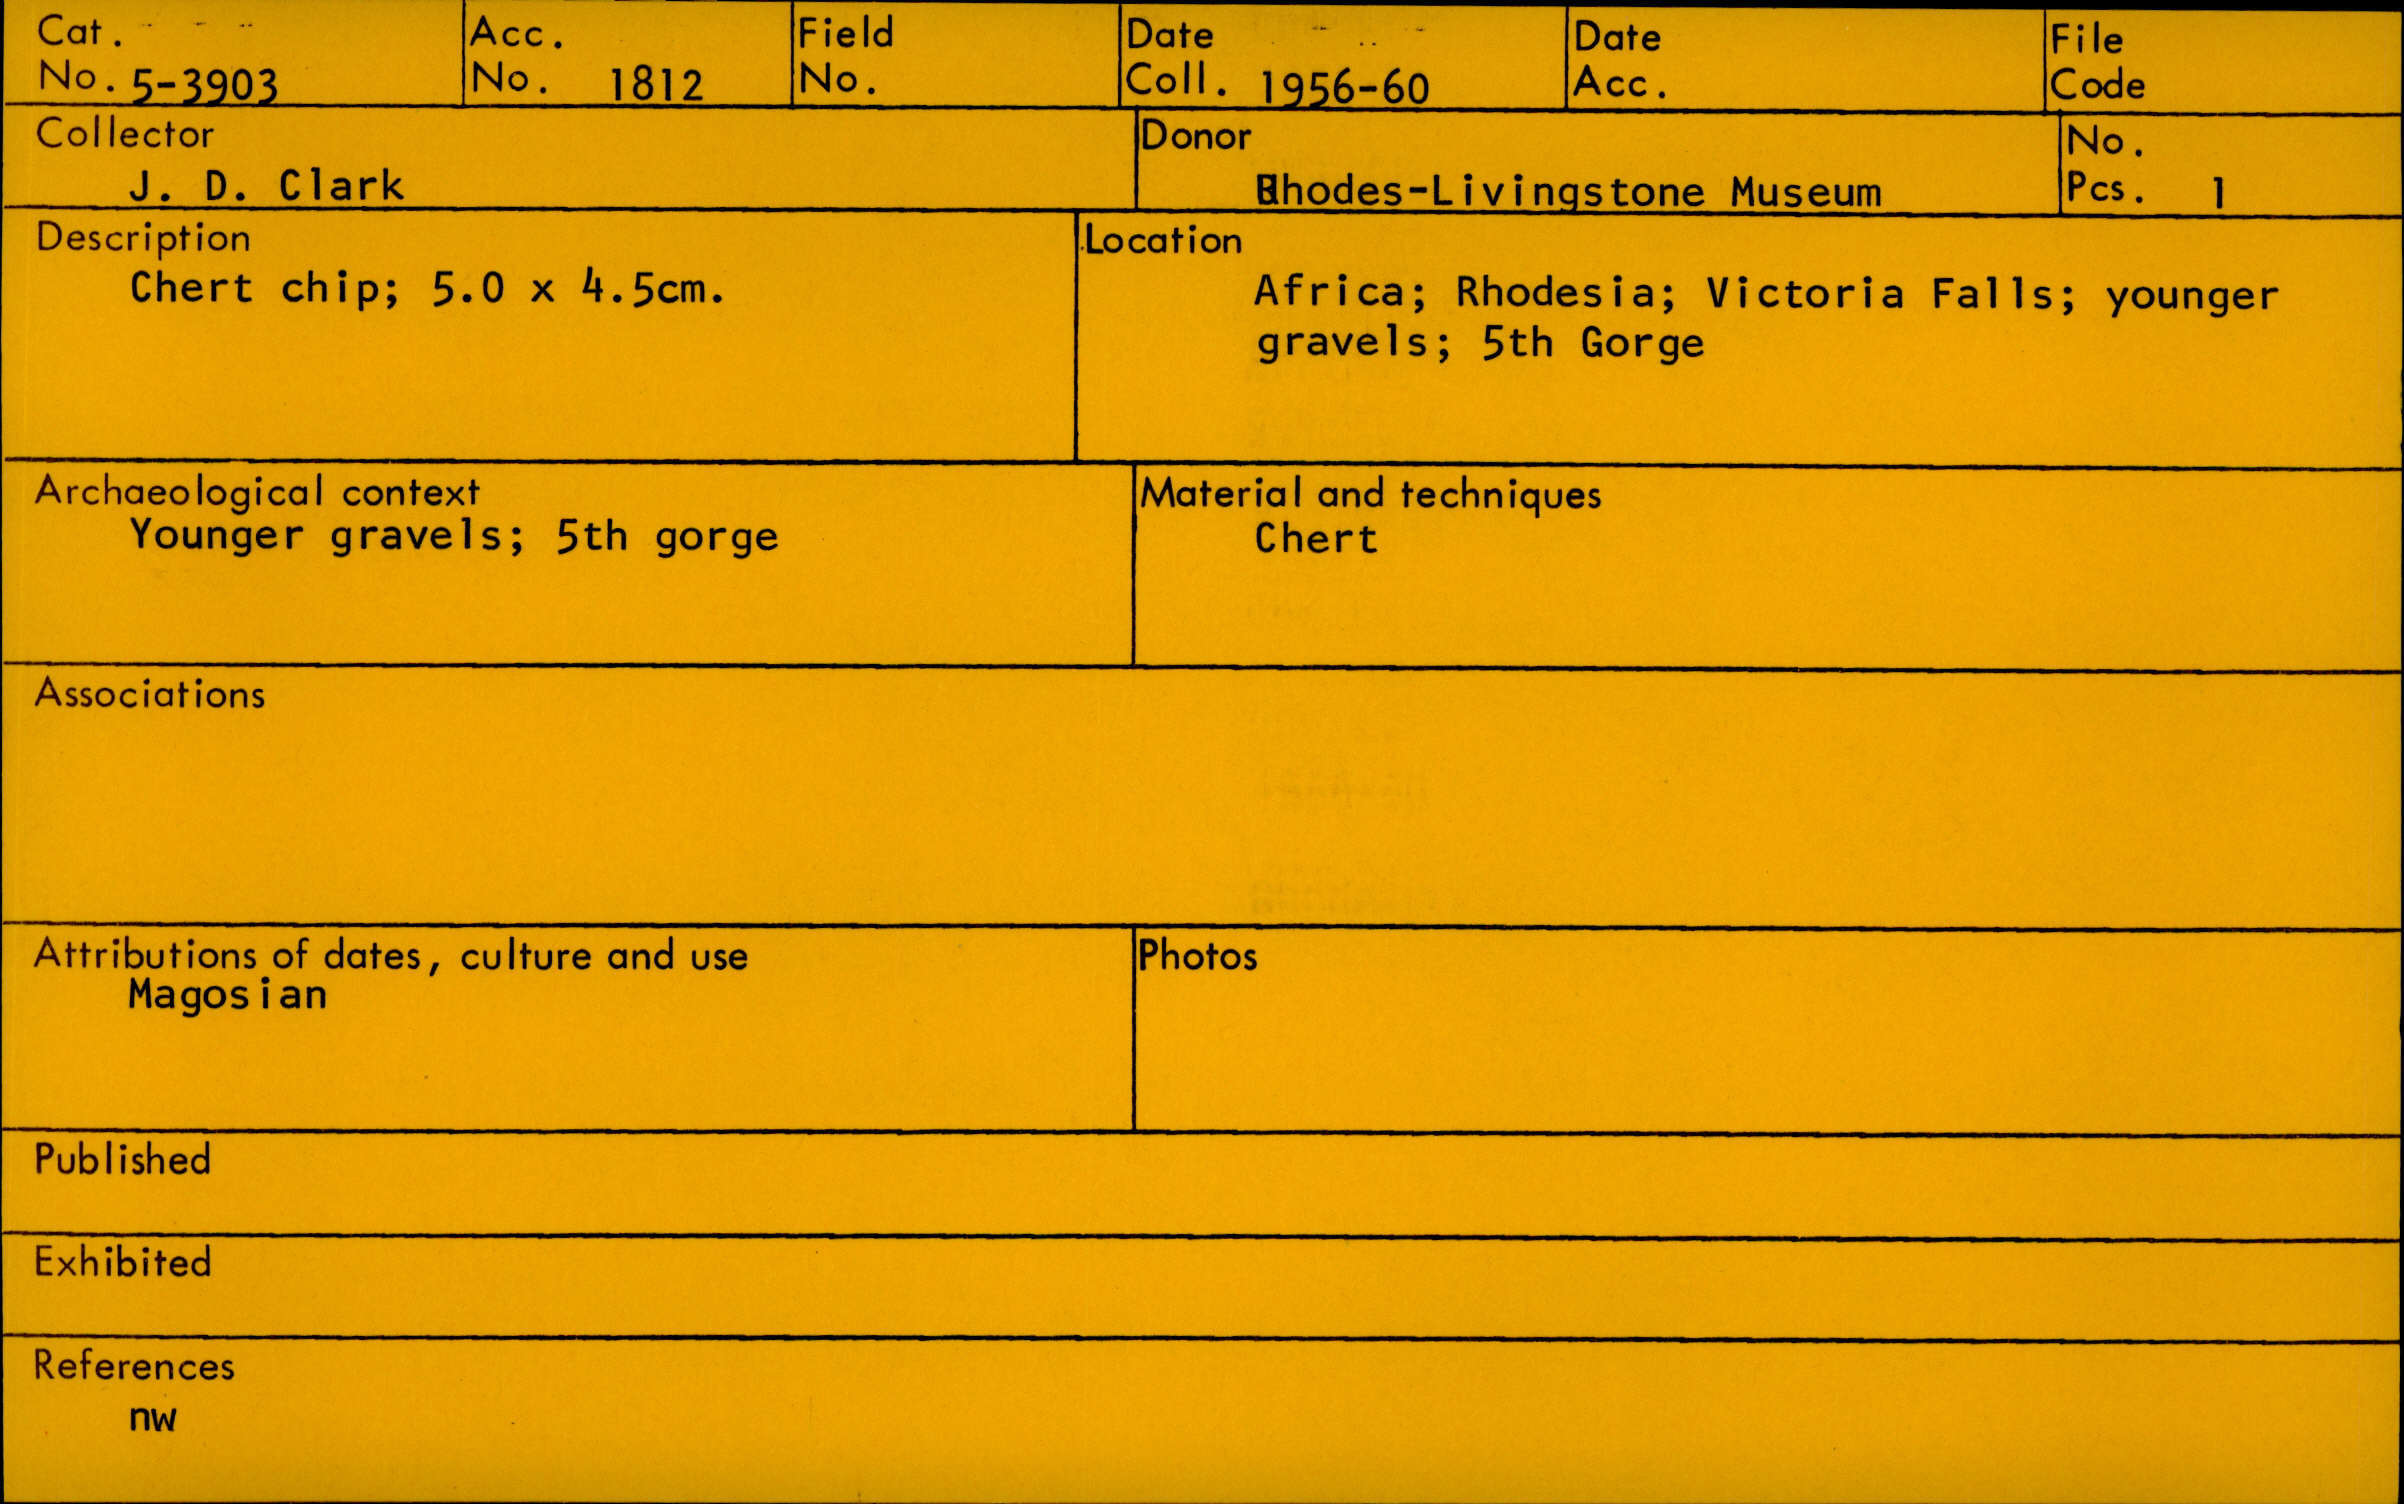 Cat. No. 5-3903
Acc. No. 1812
Field No.
Date Coll. 1956-60
Date Acc.
File Code
Collector
J. D. Clark
Donor
Rhodes-Livingstone Museum
No. Pcs. 1
Description
Chert chip; 5.0 x 4.5cm.
Location
Africa; Rhodesia; Victoria Falls; younger
gravels; 5th Gorge
Archaeological context
Younger gravels; 5th gorge
Material and techniques
Chert
Associations
Attributions of dates, culture and use
Magosian
Photos
Published
Exhibited
References
nw